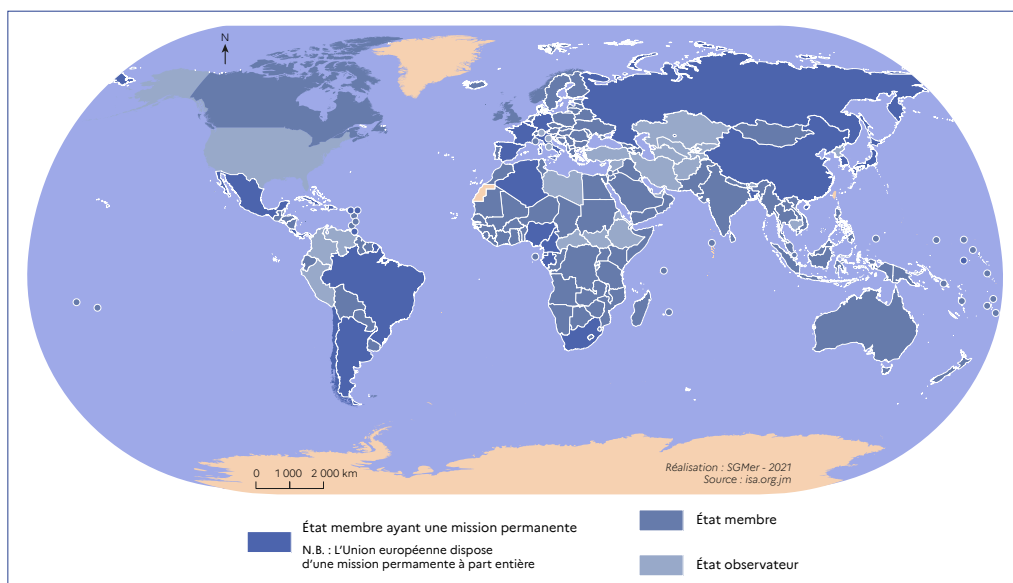 N
0 1 000 2 000 km
Réalisation : SGMer - 2021
Source : isa.org.jm
État membre ayant une mission permanente
N.B. : L'Union européenne dispose
d'une mission permamente à part entière
État membre
État observateur